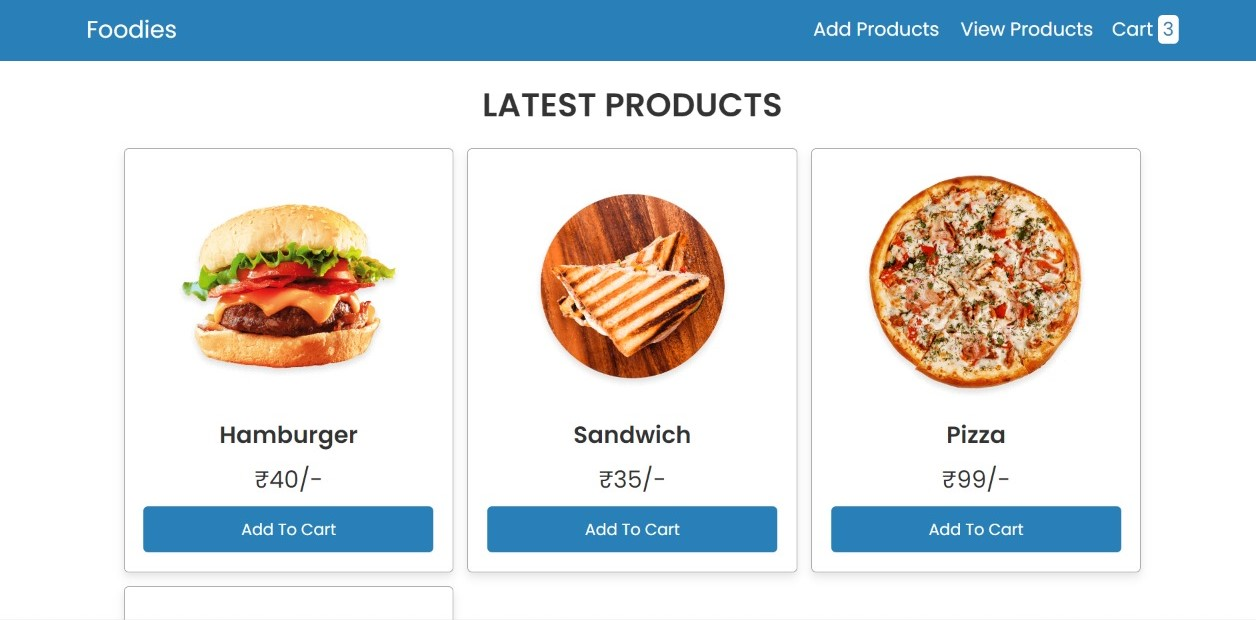 Foodies
Add Products View Products Cart 3
LATEST PRODUCTS
Hamburger
₹40/-
Add To Cart
Sandwich
₹35/-
Add To Cart
Pizza
₹99/-
Add To Cart